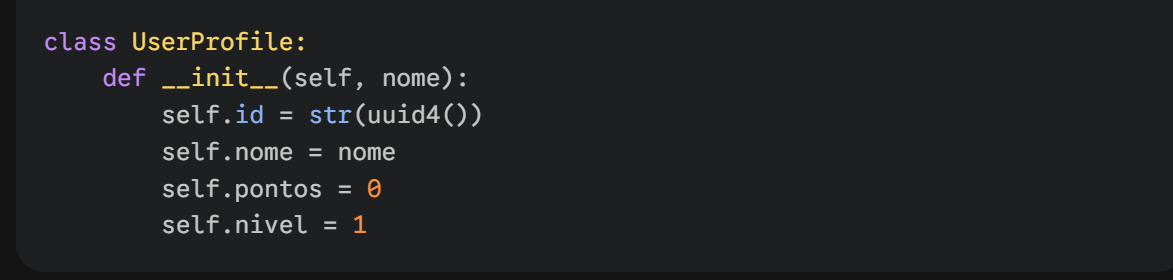 class UserProfile:
    def __init__(self, nome):
        self.id = str(uuid4())
        self.nome = nome
        self.pontos = 0
        self.nivel = 1